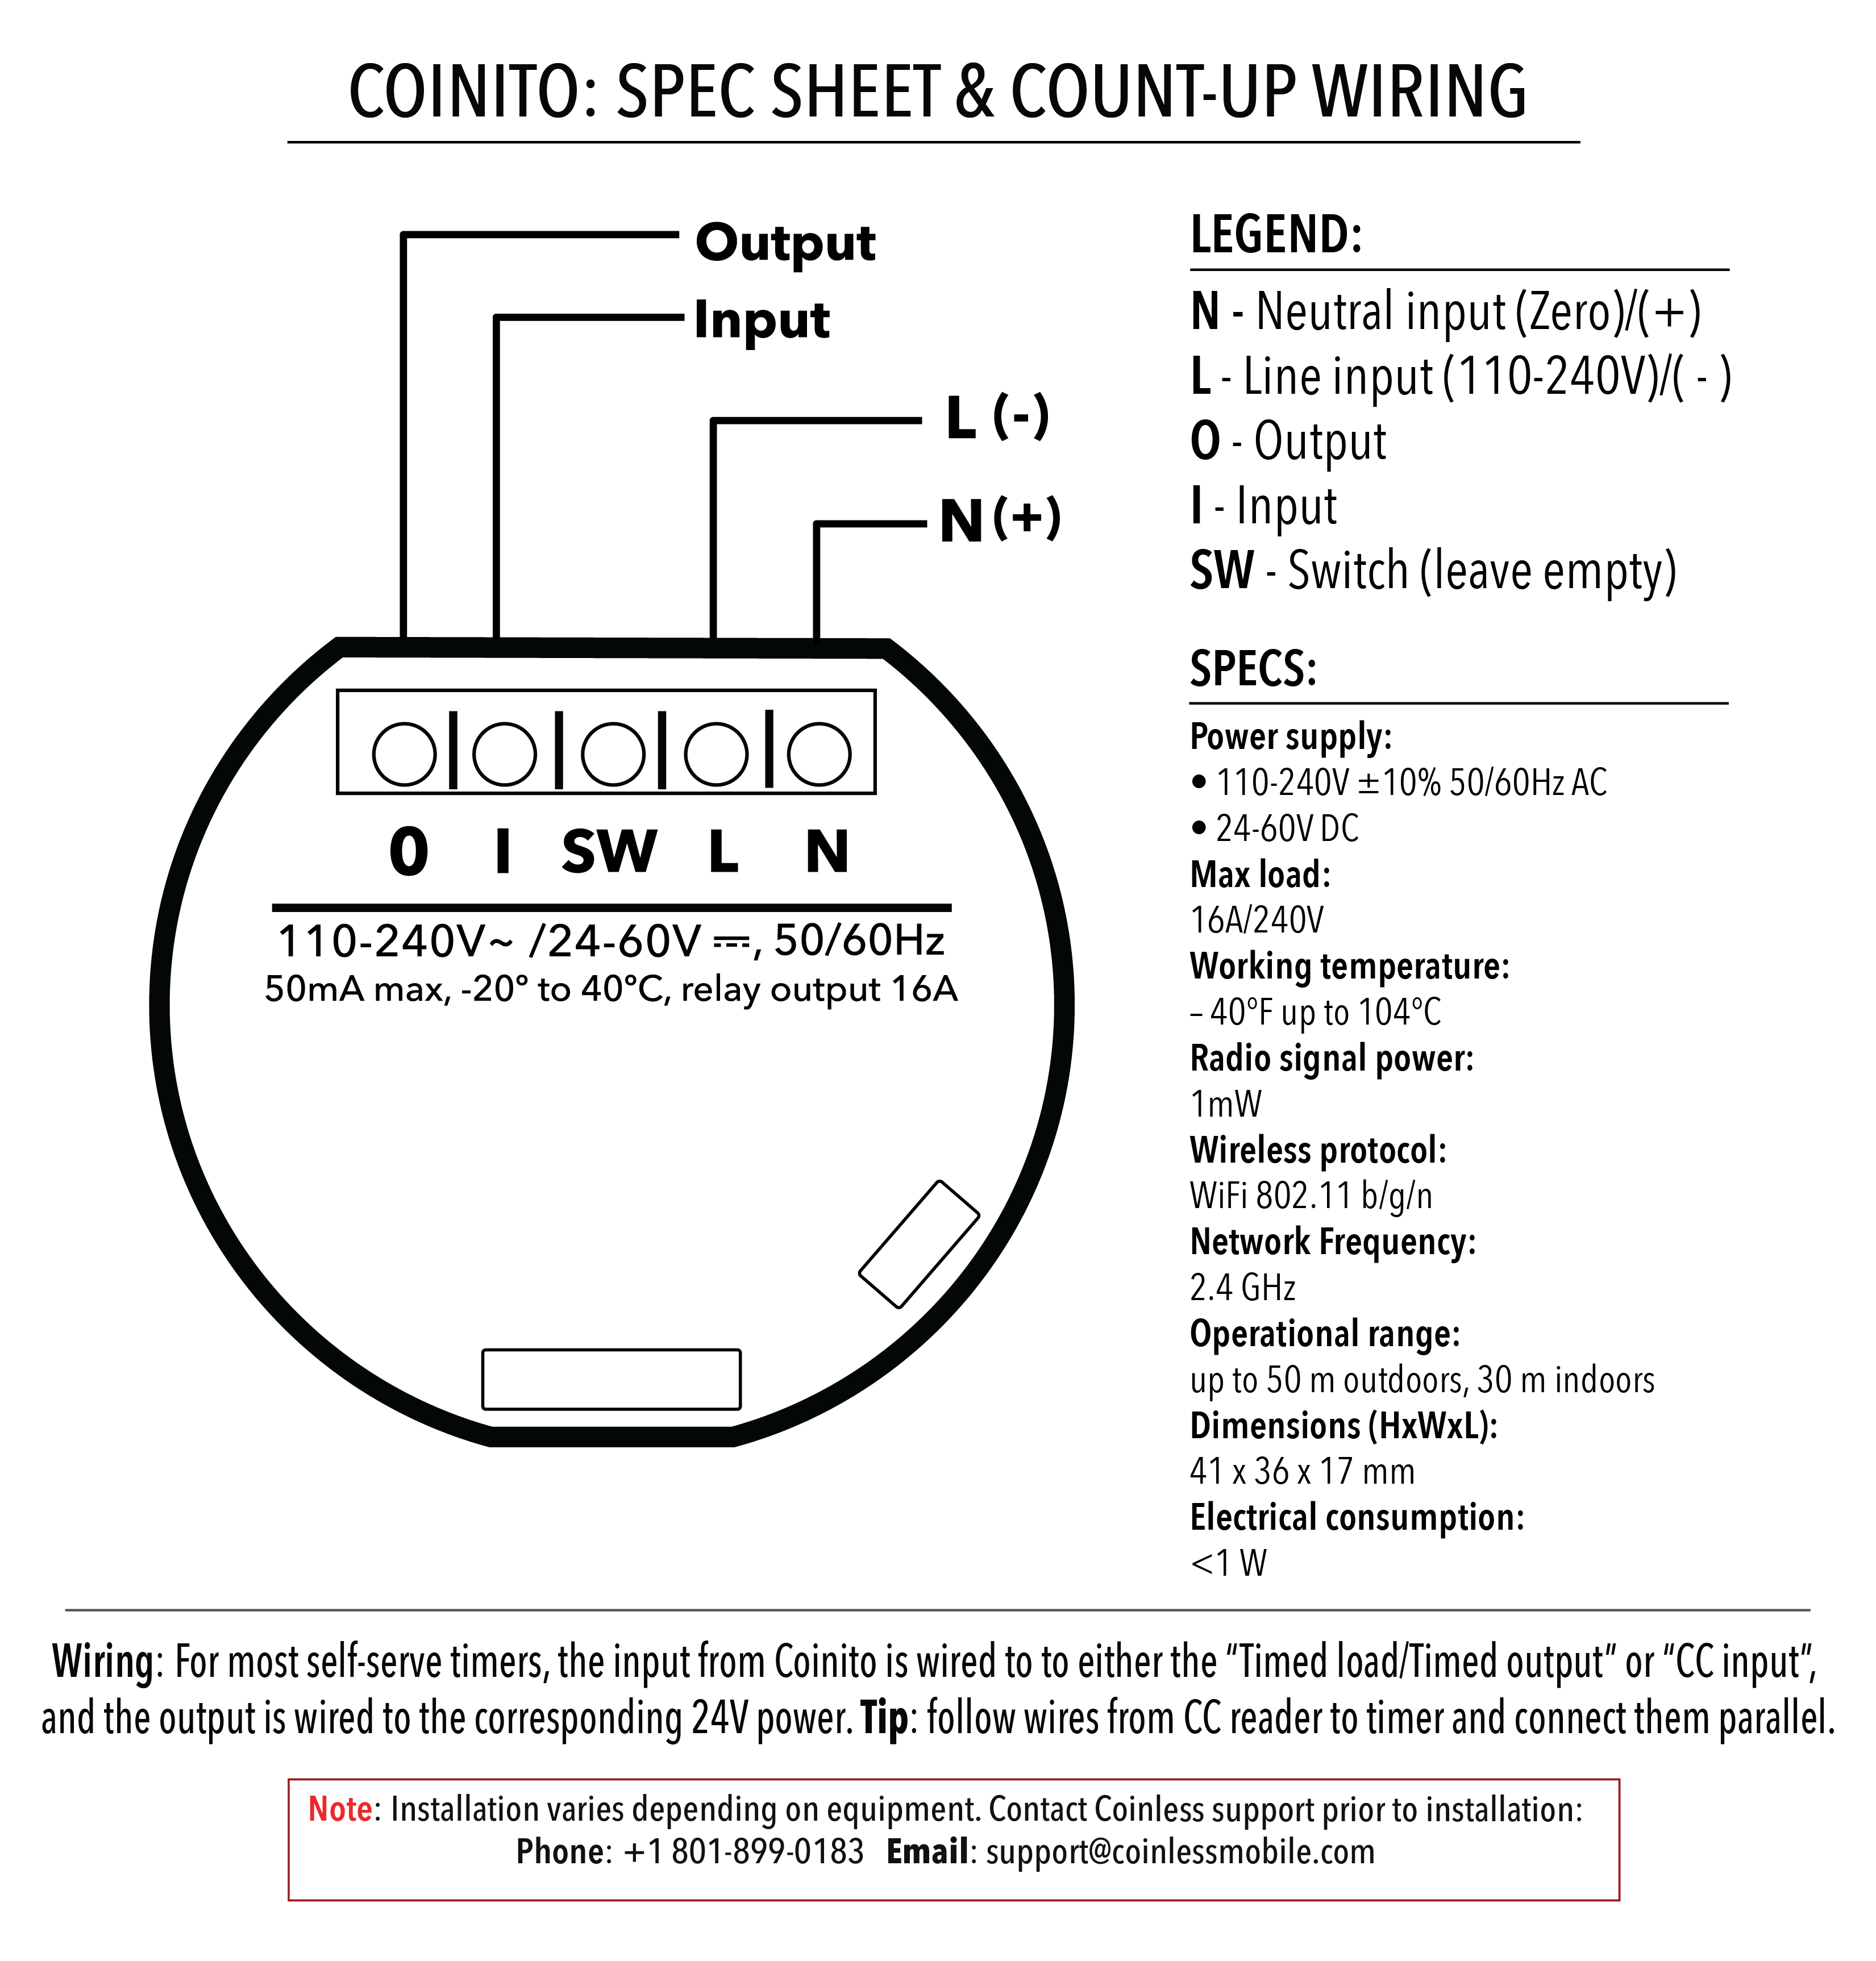 COINITO: SPEC SHEET & COUNT-UP WIRING
Output
Input
L (-)
N (+)
O I SW L N
110-240V~ /24-60V ⎓, 50/60Hz
50mA max, -20° to 40°C, relay output 16A
LEGEND:
N - Neutral input (Zero)/(+)
L - Line input (110-240V)/( - )
O - Output
I - Input
SW - Switch (leave empty)
SPECS:
Power supply:
• 110-240V ±10% 50/60Hz AC
• 24-60V DC
Max load:
16A/240V
Working temperature:
– 40°F up to 104°C
Radio signal power:
1mW
Wireless protocol:
WiFi 802.11 b/g/n
Network Frequency:
2.4 GHz
Operational range:
up to 50 m outdoors, 30 m indoors
Dimensions (HxWxL):
41 x 36 x 17 mm
Electrical consumption:
<1 W
Wiring: For most self-serve timers, the input from Coinito is wired to to either the “Timed load/Timed output” or “CC input”,
and the output is wired to the corresponding 24V power. Tip: follow wires from CC reader to timer and connect them parallel.
Note: Installation varies depending on equipment. Contact Coinless support prior to installation:
Phone: +1 801-899-0183 Email: support@coinlessmobile.com